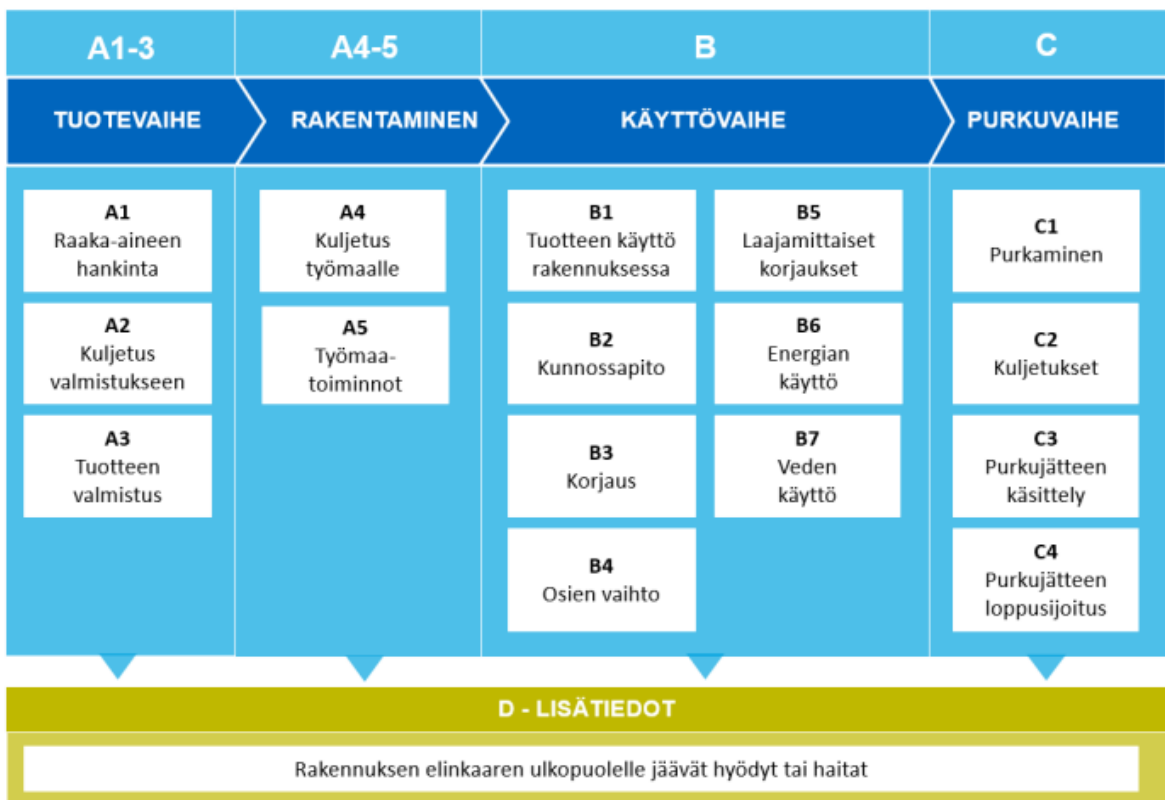 A1-3
A4-5
B
C
TUOTEVAIHE
RAKENTAMINEN
KÄYTTÖVAIHE
PURKUVAIHE
A1
Raaka-aineen
hankinta
A2
Kuljetus
valmistukseen
A3
Tuotteen
valmistus
A4
Kuljetus
työmaalle
A5
Työmaa-
toiminnot
B1
Tuotteen käyttö
rakennuksessa
B2
Kunnossapito
B3
Korjaus
B4
Osien vaihto
B5
Laajamittaiset
korjaukset
B6
Energian
käyttö
B7
Veden
käyttö
C1
Purkaminen
C2
Kuljetukset
C3
Purkujätteen
käsittely
C4
Purkujätteen
loppusijoitus
D - LISÄTIEDOT
Rakennuksen elinkaaren ulkopuolelle jäävät hyödyt tai haitat